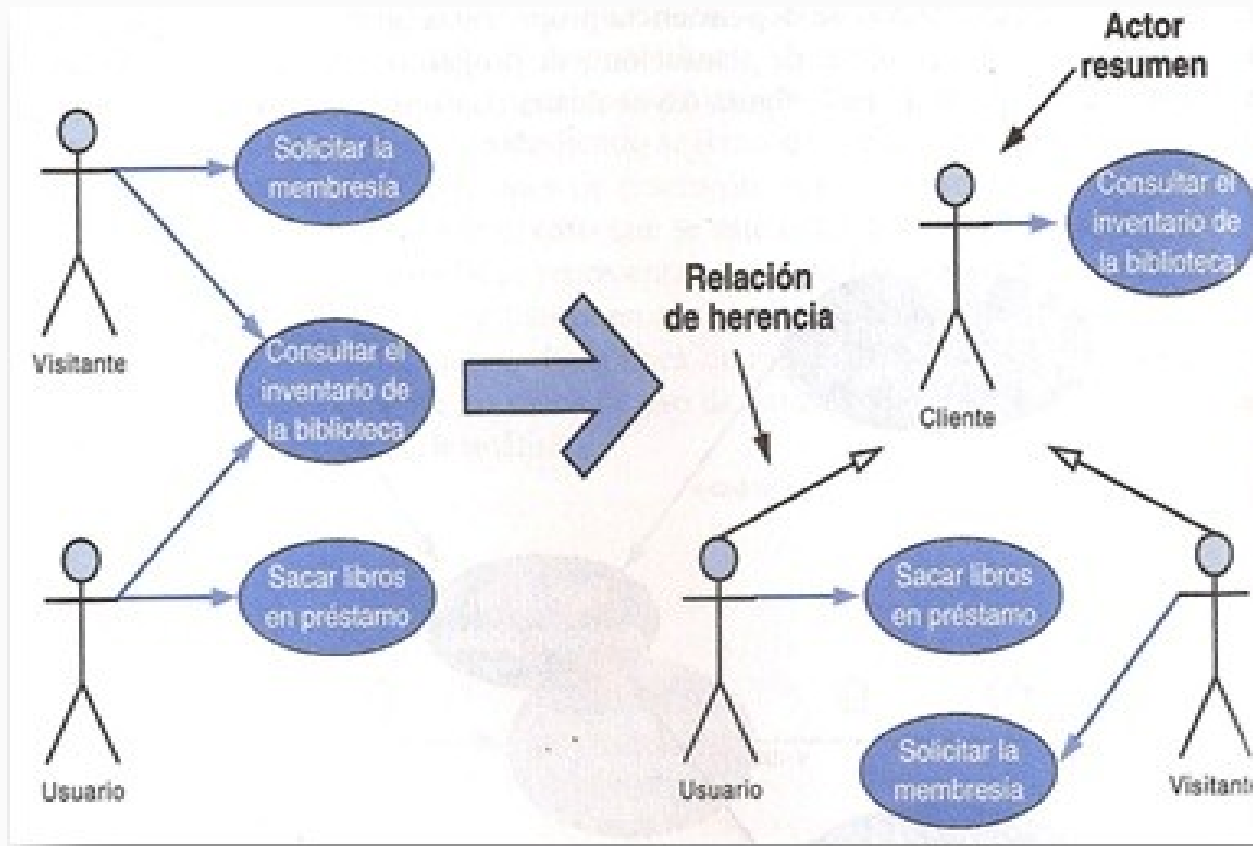 Actor
resumen
Solicitar la
membresía
Visitante
Consultar el
inventario de
la biblioteca
Sacar libros
en préstamo
Usuario
Relación
de herencia
Consultar el
inventario de
la biblioteca
Cliente
Sacar libros
en préstamo
Usuario
Solicitar la
membresía
Visitante